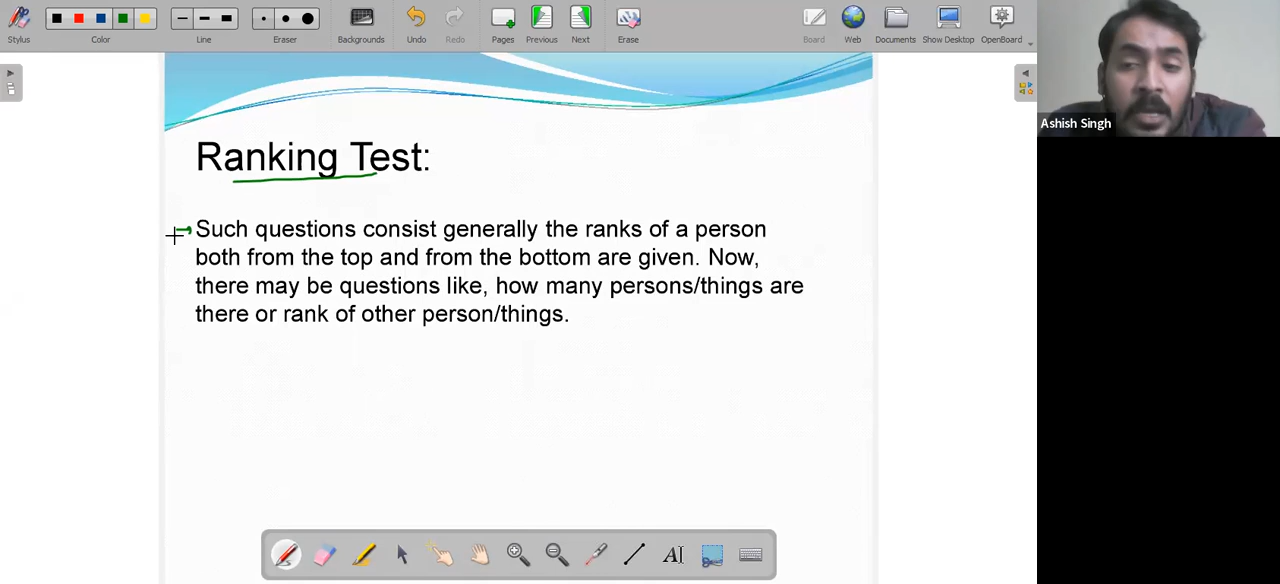 Stylus
Color
Line
Eraser
Backgrounds
Undo
Redo
Pages
Previous
Next
Erase
Board
Web
Documents
Show Desktop
OpenBoard
Ashish Singh
Ranking Test:
Such questions consist generally the ranks of a person
both from the top and from the bottom are given. Now,
there may be questions like, how many persons/things are
there or rank of other person/things.
AI